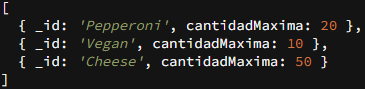 [
  { _id: 'Pepperoni', cantidadMaxima: 20 },
  { _id: 'Vegan', cantidadMaxima: 10 },
  { _id: 'Cheese', cantidadMaxima: 50 }
]